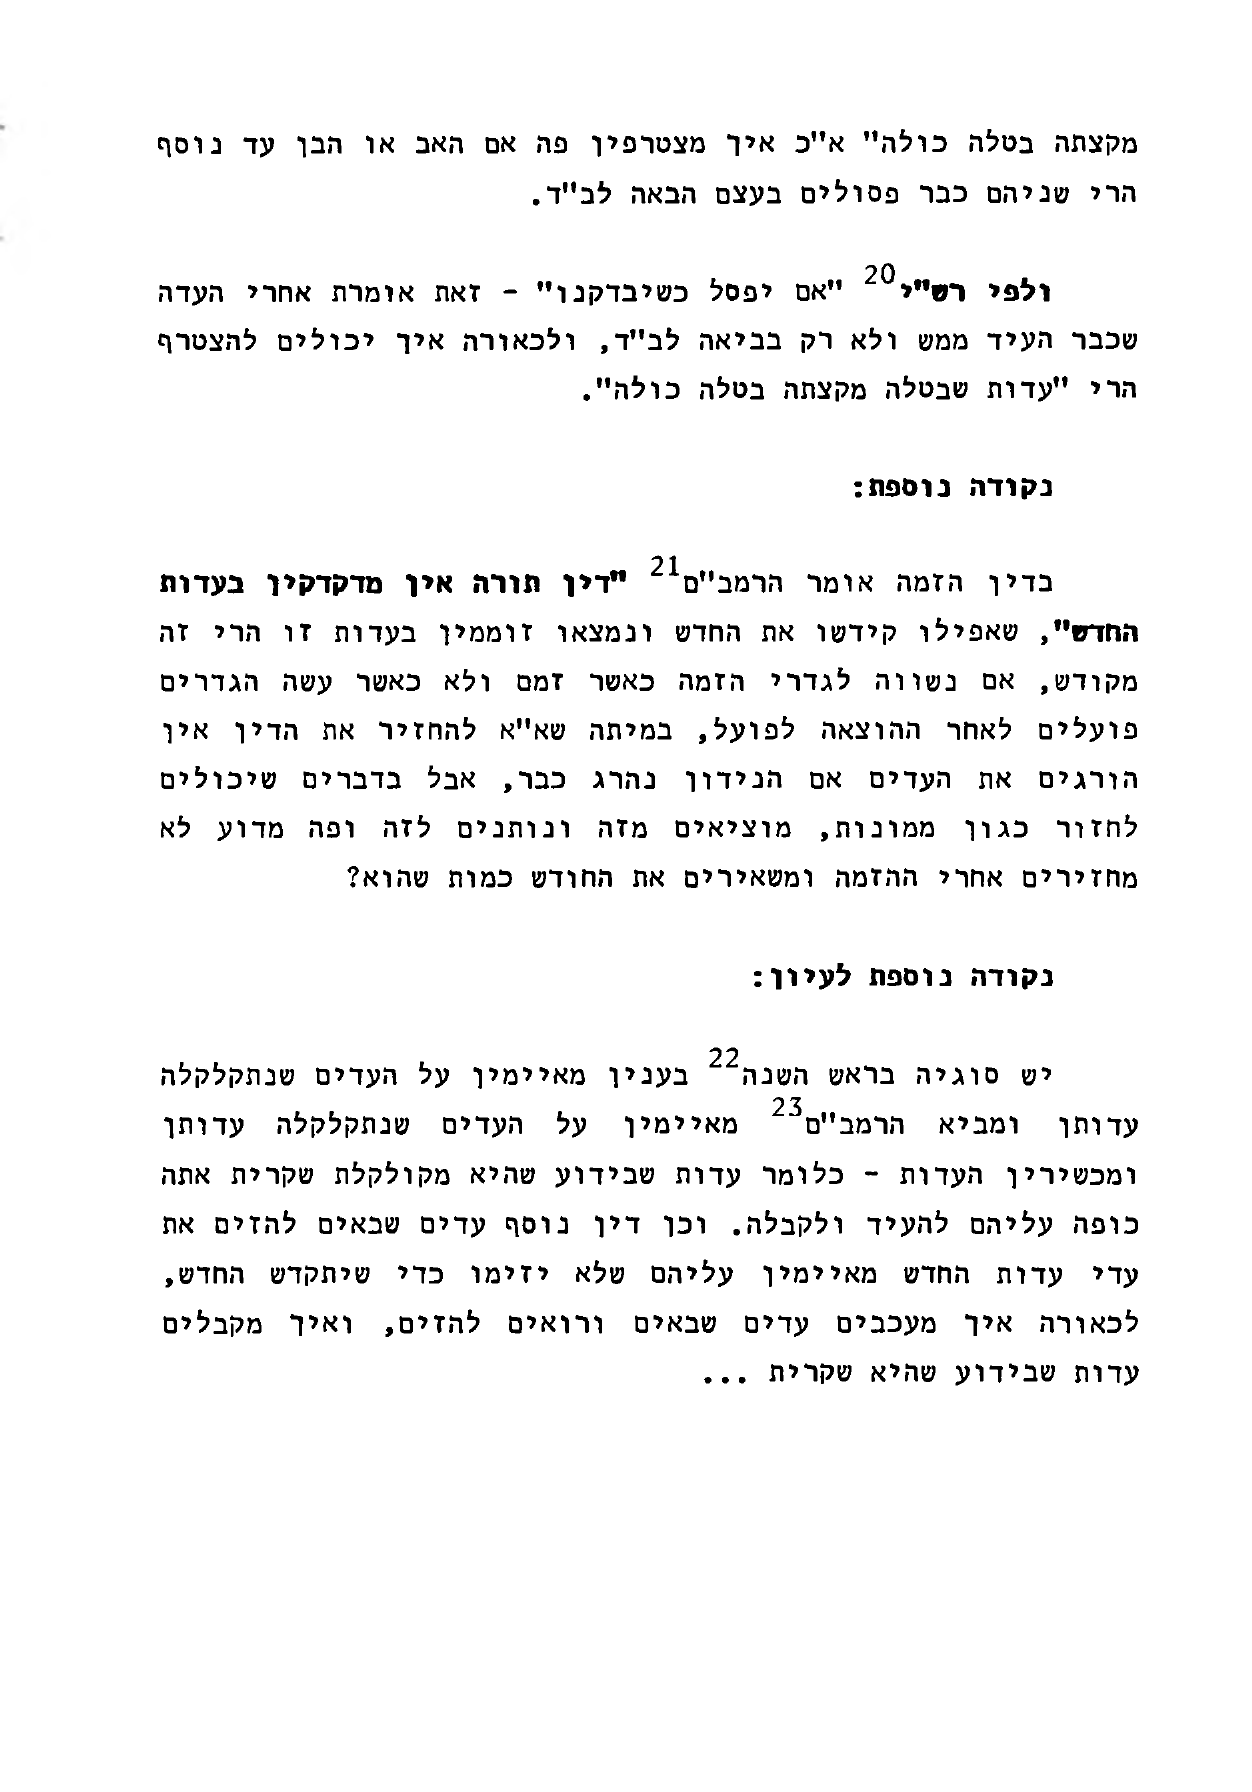 מקצתה בטלה כולה" א"כ איך מצטרפין פה אם האב או הבן עד נוסף
הרי שניהם כבר פסולים בעצם הבאה לב"ד.
ולפי רש"י20 "אם יפסל כשיבדקנו" - זאת אומרת אחרי העדה
שכבר העיד ממש ולא רק בביאה לב"ד, ולכאורה איך יכולים להצטרף
הרי "עדות שבטלה מקצתה בטלה כולה".
נקודה נוספת:
בדין הזמה אומר הרמב"ם21 "דין תורה אין מדקדקין בעדות
החדש", שאפילו קידשו את החדש ונמצאו זוממין בעדות זו הרי זה
מקודש, אם נשווה לגדרי הזמה כאשר זמם ולא כאשר עשה הגדרים
פועלים לאחר ההוצאה לפועל, במיתה שא"א להחזיר את הדין אין
הורגים את העדים אם הנידון נהרג כבר, אבל בדברים שיכולים
לחזור כגון ממונות, מוציאים מזה ונותנים לזה ופה מדוע לא
מחזירים אחרי ההזמה ומשאירים את החודש כמות שהוא?
נקודה נוספת לעיון:
יש סוגיה בראש השנה22 בענין מאיימין על העדים שנתקלקלה
עדותן ומביא הרמב"ם23 מאיימין על העדים שנתקלקלה עדותן
ומכשירין העדות - כלומר עדות שבידוע שהיא מקולקלת שקרית אתה
כופה עליהם להעיד ולקבלה. וכן דין נוסף עדים שבאים להזים את
עדי עדות החדש מאיימין עליהם שלא יזימו כדי שיתקדש החדש,
לכאורה איך מעכבים עדים שבאים ורואים להזים, ואיך מקבלים
עדות שבידוע שהיא שקרית ...